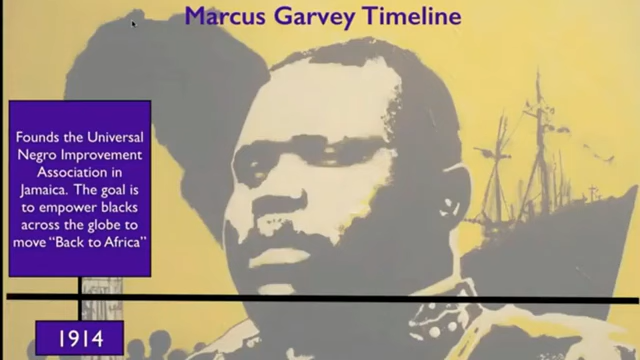 Marcus Garvey Timeline
Founds the Universal
Negro Improvement
Association in
Jamaica. The goal is
to empower blacks
across the globe to
move “Back to Africa”
1914